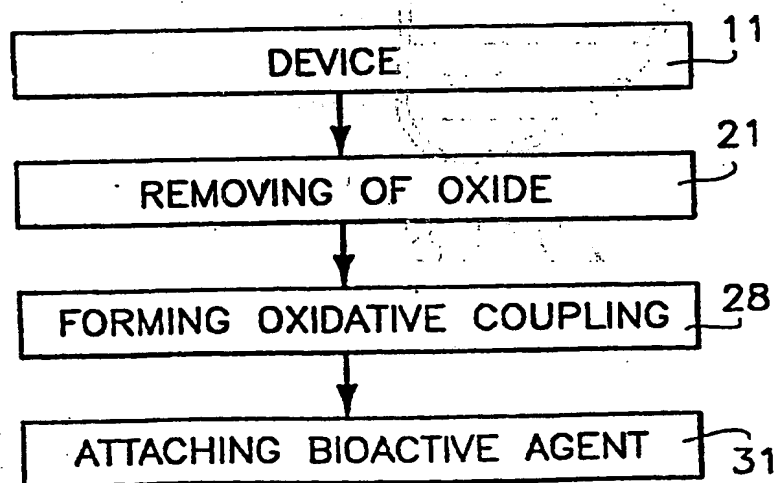 DEVICE 11
REMOVING OF OXIDE 21
FORMING OXIDATIVE COUPLING 28
ATTACHING BIOACTIVE AGENT 31